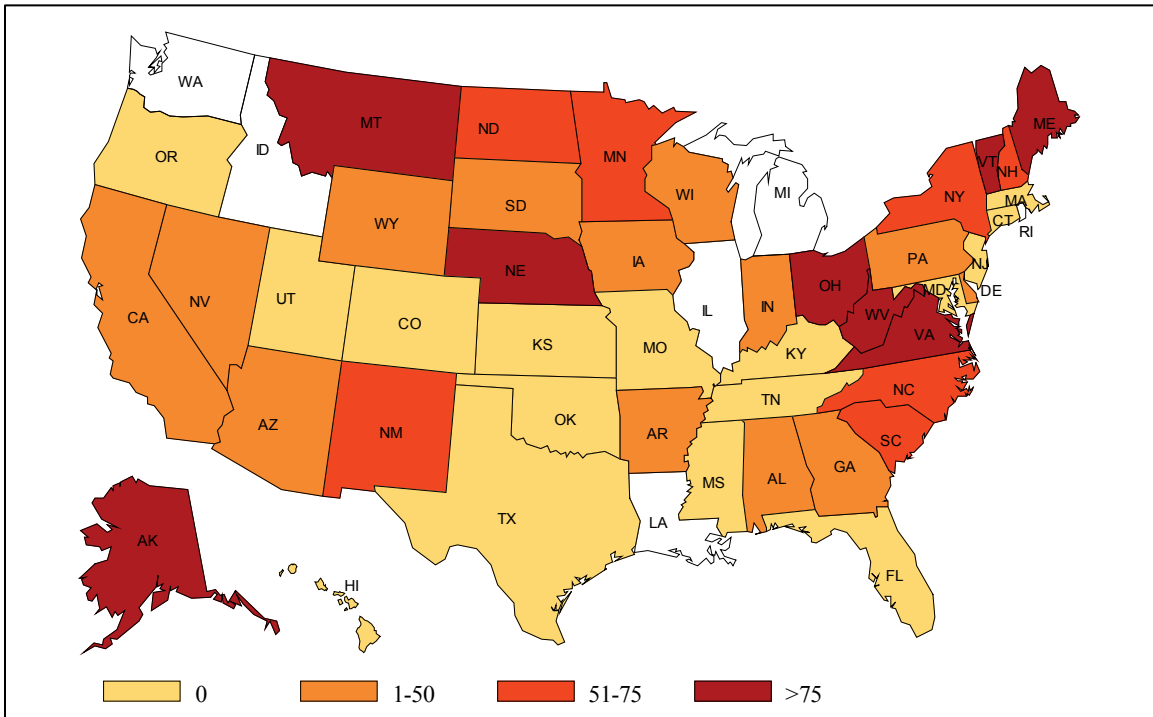 WA
MT
ND
MN
ME
OR
ID
VT
NH
WI
MI
NY
SD
MA
WY
CT
RI
IA
PA
NJ
NE
NV
UT
OH
MD
DE
IL
IN
CA
CO
WV
VA
KS
MO
KY
NC
TN
OK
AZ
NM
AR
SC
GA
MS
AL
TX
LA
AK
FL
HI
0 1-50 51-75 >75